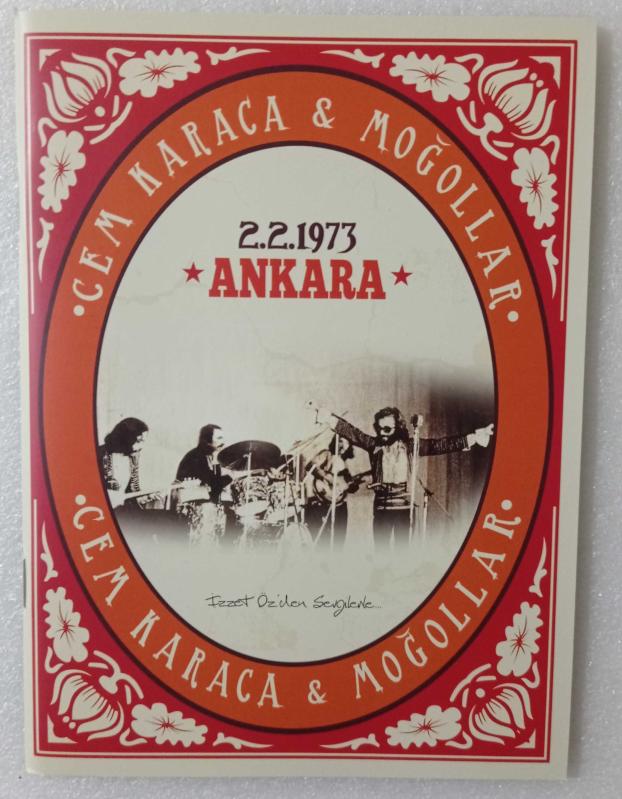 •CEM KARACA & MOĞOLLAR•
2.2.1973
★ANKARA★
İzzet Öz'den Sevgilerle...
•CEM KARACA & MOĞOLLAR•